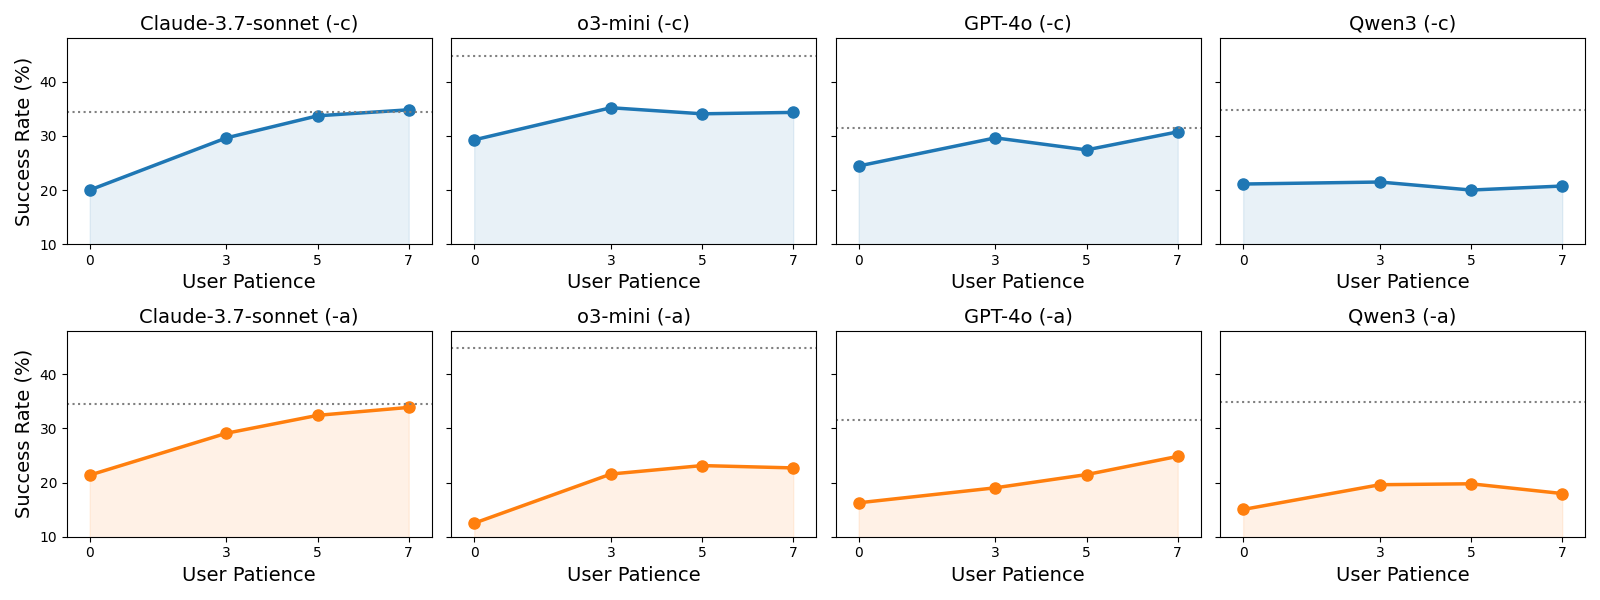 Claude-3.7-sonnet (-c)
o3-mini (-c)
GPT-4o (-c)
Qwen3 (-c)
Success Rate (%)
40
30
20
10
0 3 5 7
0 3 5 7
0 3 5 7
0 3 5 7
User Patience
User Patience
User Patience
User Patience
Claude-3.7-sonnet (-a)
o3-mini (-a)
GPT-4o (-a)
Qwen3 (-a)
Success Rate (%)
40
30
20
10
0 3 5 7
0 3 5 7
0 3 5 7
0 3 5 7
User Patience
User Patience
User Patience
User Patience